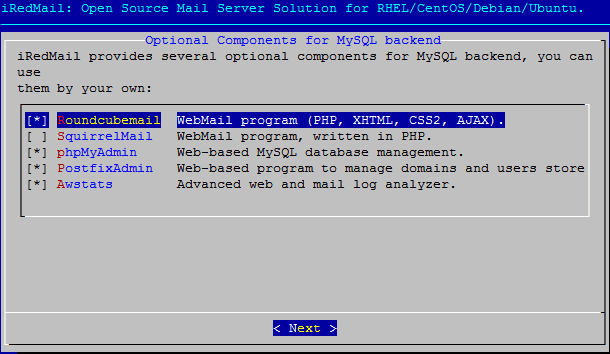 iRedMail: Open Source Mail Server Solution for RHEL/CentOS/Debian/Ubuntu.
Optional Components for MySQL backend
iRedMail provides several optional components for MySQL backend, you can
use
them by your own:
[*] Roundcubemail WebMail program (PHP, XHTML, CSS2, AJAX).
[ ] SquirrelMail WebMail program, written in PHP.
[*] phpMyAdmin Web-based MySQL database management.
[*] PostfixAdmin Web-based program to manage domains and users store
[*] Awstats Advanced web and mail log analyzer.
< Next >